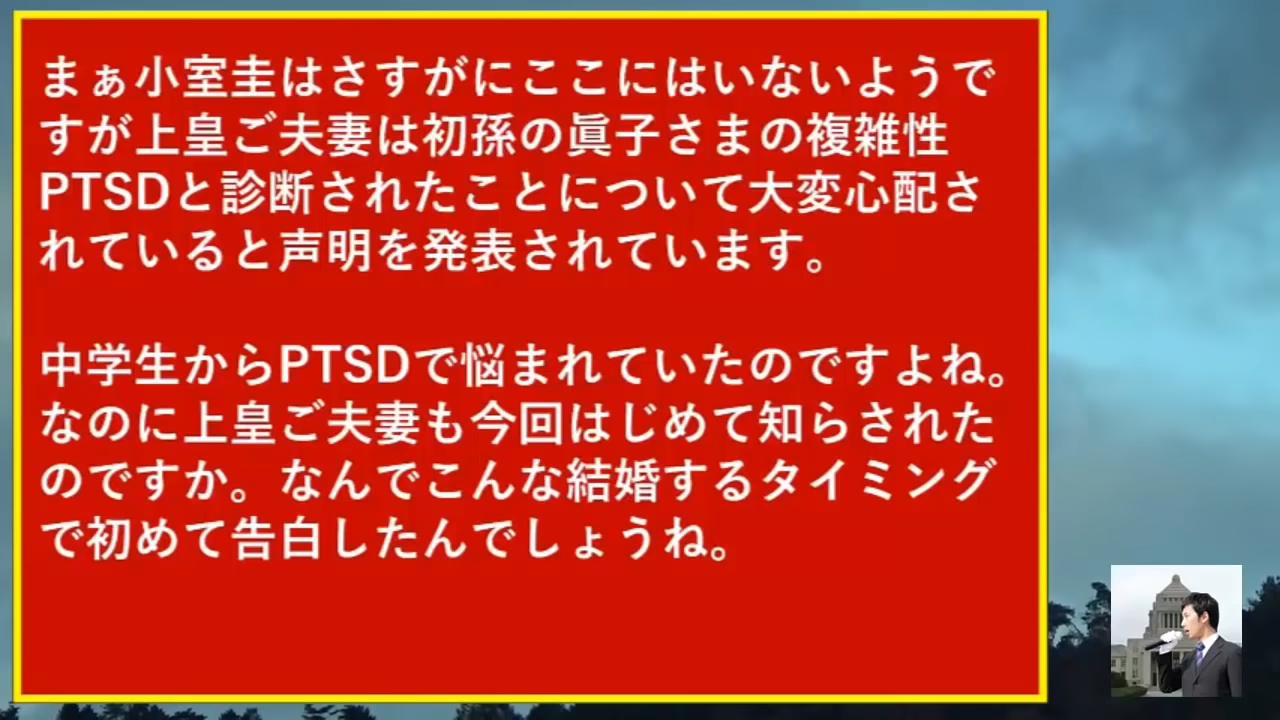 まぁ小室圭はさすがにここにはいないようで
すが上皇ご夫妻は初孫の眞子さまの複雑性
PTSDと診断されたことについて大変心配さ
れていると声明を発表されています。
中学生からPTSDで悩まれていたのですよね。
なのに上皇ご夫妻も今回はじめて知らされた
のですか。なんでこんな結婚するタイミング
で初めて告白したんでしょうね。